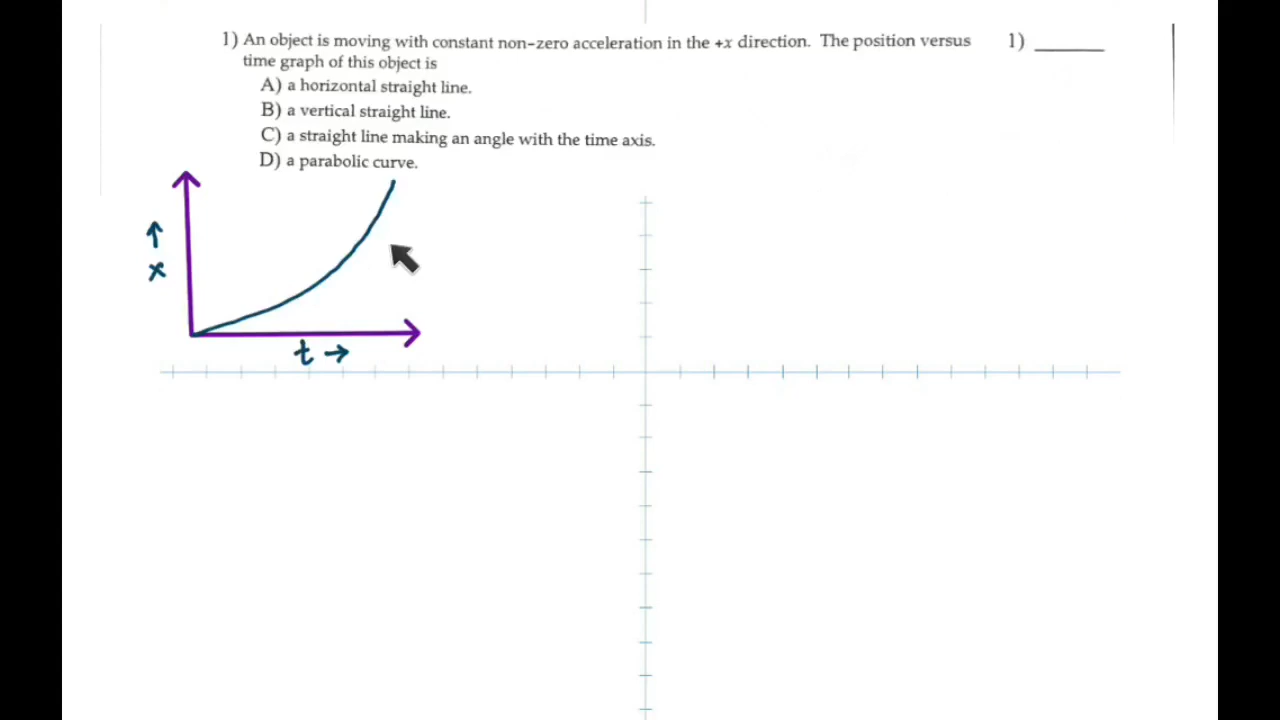 1) An object is moving with constant non-zero acceleration in the +x direction. The position versus 1) ______
time graph of this object is
A) a horizontal straight line.
B) a vertical straight line.
C) a straight line making an angle with the time axis.
D) a parabolic curve.
↑
x
t →